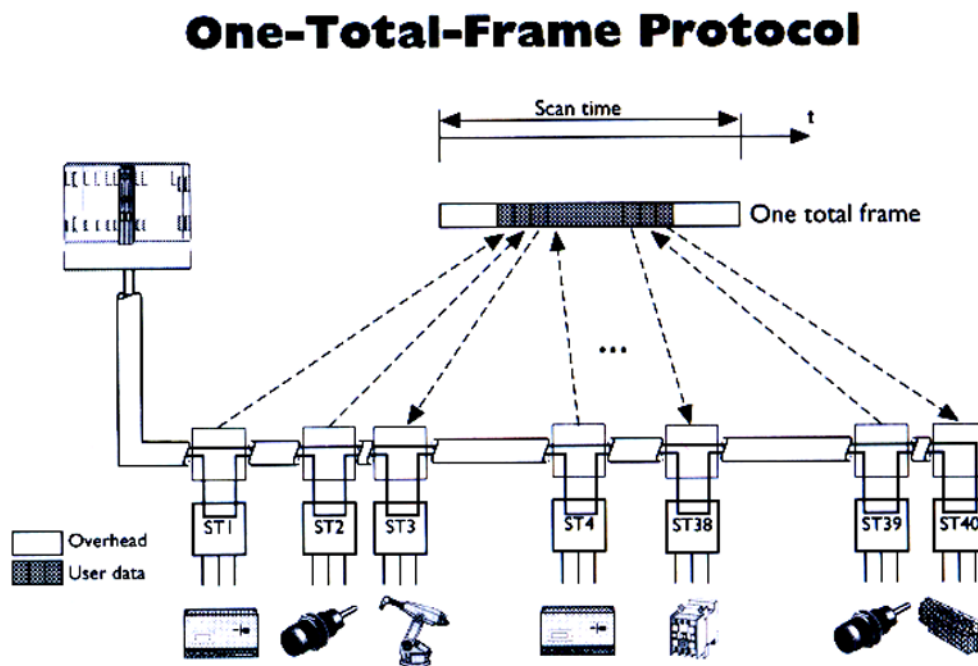 One-Total-Frame Protocol
Scan time
t
One total frame
...
ST1 ST2 ST3 ST4 ST38 ST39 ST40
Overhead
User data